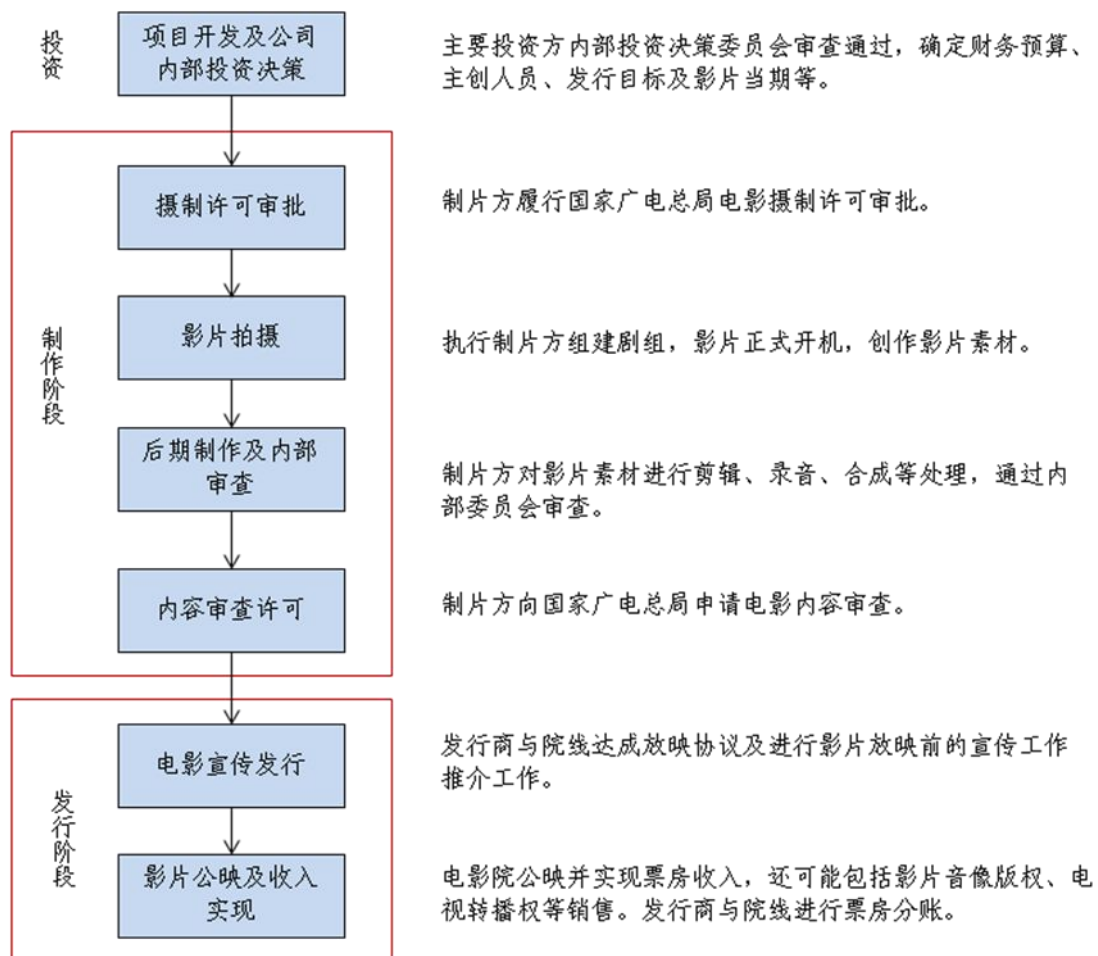 投资
项目开发及公司
内部投资决策
主要投资方内部投资决策委员会审查通过，确定财务预算、
主创人员、发行目标及影片当期等。
制作阶段
摄制许可审批
制片方履行国家广电总局电影摄制许可审批。
影片拍摄
执行制片方组建剧组，影片正式开机，创作影片素材。
后期制作及内部
审查
制片方对影片素材进行剪辑、录音、合成等处理，通过内
部委员会审查。
内容审查许可
制片方向国家广电总局申请电影内容审查。
发行阶段
电影宣传发行
发行商与院线达成放映协议及进行影片放映前的宣传工作
推介工作。
影片公映及收入
实现
电影院公映并实现票房收入，还可能包括影片音像版权、电
视转播权等销售。发行商与院线进行票房分账。